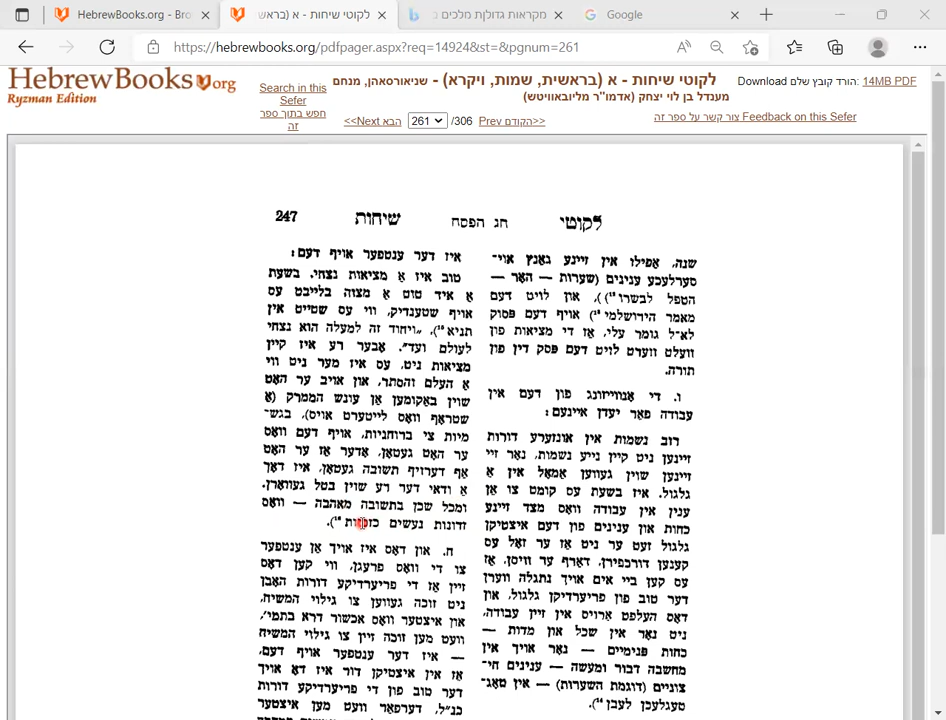 HebrewBooks.org - Bro
לקוטי שיחות - א (בראש
מקראות גדולות מלכים ב
Google
https://hebrewbooks.org/pdfpager.aspx?req=14924&st=&pgnum=261
HebrewBooks.org
Ryzman Edition
Search in this Sefer
חפש בתוך ספר זה
לקוטי שיחות - א (בראשית, שמות, ויקרא) - שניאורסאהן, מנחם
מענדל בן לוי יצחק (אדמו"ר מליובאוויטש)
<<Next הבא 261 /306 Prev הקודם>>
Download הורד קובץ שלם: 14MB PDF
Feedback on this Sefer צור קשר על ספר זה
לקוטי חג הפסח שיחות 247
שנה, אפילו אין זיינע גאנץ אוי־
סערלעכע ענינים (שערות — האר —
הטפל לבשרו), און לויט דעם
מאמר הירושלמי) אויף דעם פסוק
לא־ל גומר עלי, אז די מציאות פון
וועלט ווערט לויט דעם פסק דין פון
תורה.
ו. די אנווייזונג פון דעם אין
עבודה פאר יעדן איינעם:
רוב נשמות אין אונזערע דורות
זיינען ניט קיין נייע נשמות, נאר זיי
זיינען שוין געווען אמאל אין א
גלגול. איז בשעת עס קומט צו אן
ענין אין עבודה וואס מצד זיינע
כחות און ענינים פון דעם איצטיקן
גלגול זעט ער ניט אז ער זאל עס
קענען דורכפירן, דארף ער וויסן, אז
עס קען ביי אים אויך נתגלה ווערן
דער טוב פון פריערדיקן גלגול, און
דאס העלפט ארויס אין זיין עבודה,
ניט נאר אין שכל און מדות —
כחות פנימיים — נאר אויך אין
מחשבה דבור ומעשה — ענינים חי־
צוניים (דוגמת השערות) — אין טאג־
טעגלעכן לעבן).
איז דער ענטפער אויף דעם:
טוב איז א מציאות נצחי. בשעת
א איד טוט א מצוה בלייבט עס
אויף שטענדיק, ווי עס שטייט אין
תניא), „ויחוד זה למעלה הוא נצחי
לעולם ועד". אבער רע איז קיין
מציאות ניט, עס איז מער ניט ווי
א העלם והסתר, און אויב ער האט
שוין באקומען אן עונש הממרק (א
שטראף וואס לייטערט אויס), בגש־
מיות צי ברוחניות, אויף דעם וואס
ער האט געטאן, אדער אז ער האט
אף דערויף תשובה געטאן, איז דאך
א ודאי דער רע שוין בטל געווארן.
ומכל שכן בתשובה מאהבה — וואס
זדונות נעשים כזכיות).
ח. און דאס איז אויך אן ענטפער
צו די וואס פרעגן, ווי קען דאס
זיין אז די פריערדיקע דורות האבן
ניט זוכה געווען צו גילוי המשיח,
און איצטער וואס אכשור דרא בתמי',
וועט מען זוכה זיין צו גילוי המשיח
— איז דער ענטפער אויף דעם,
אז אין איצטיקן דור איז דא אויך
דער טוב פון די פריערדיקע דורות
כנ"ל, דערפאר וועט מען איצטער